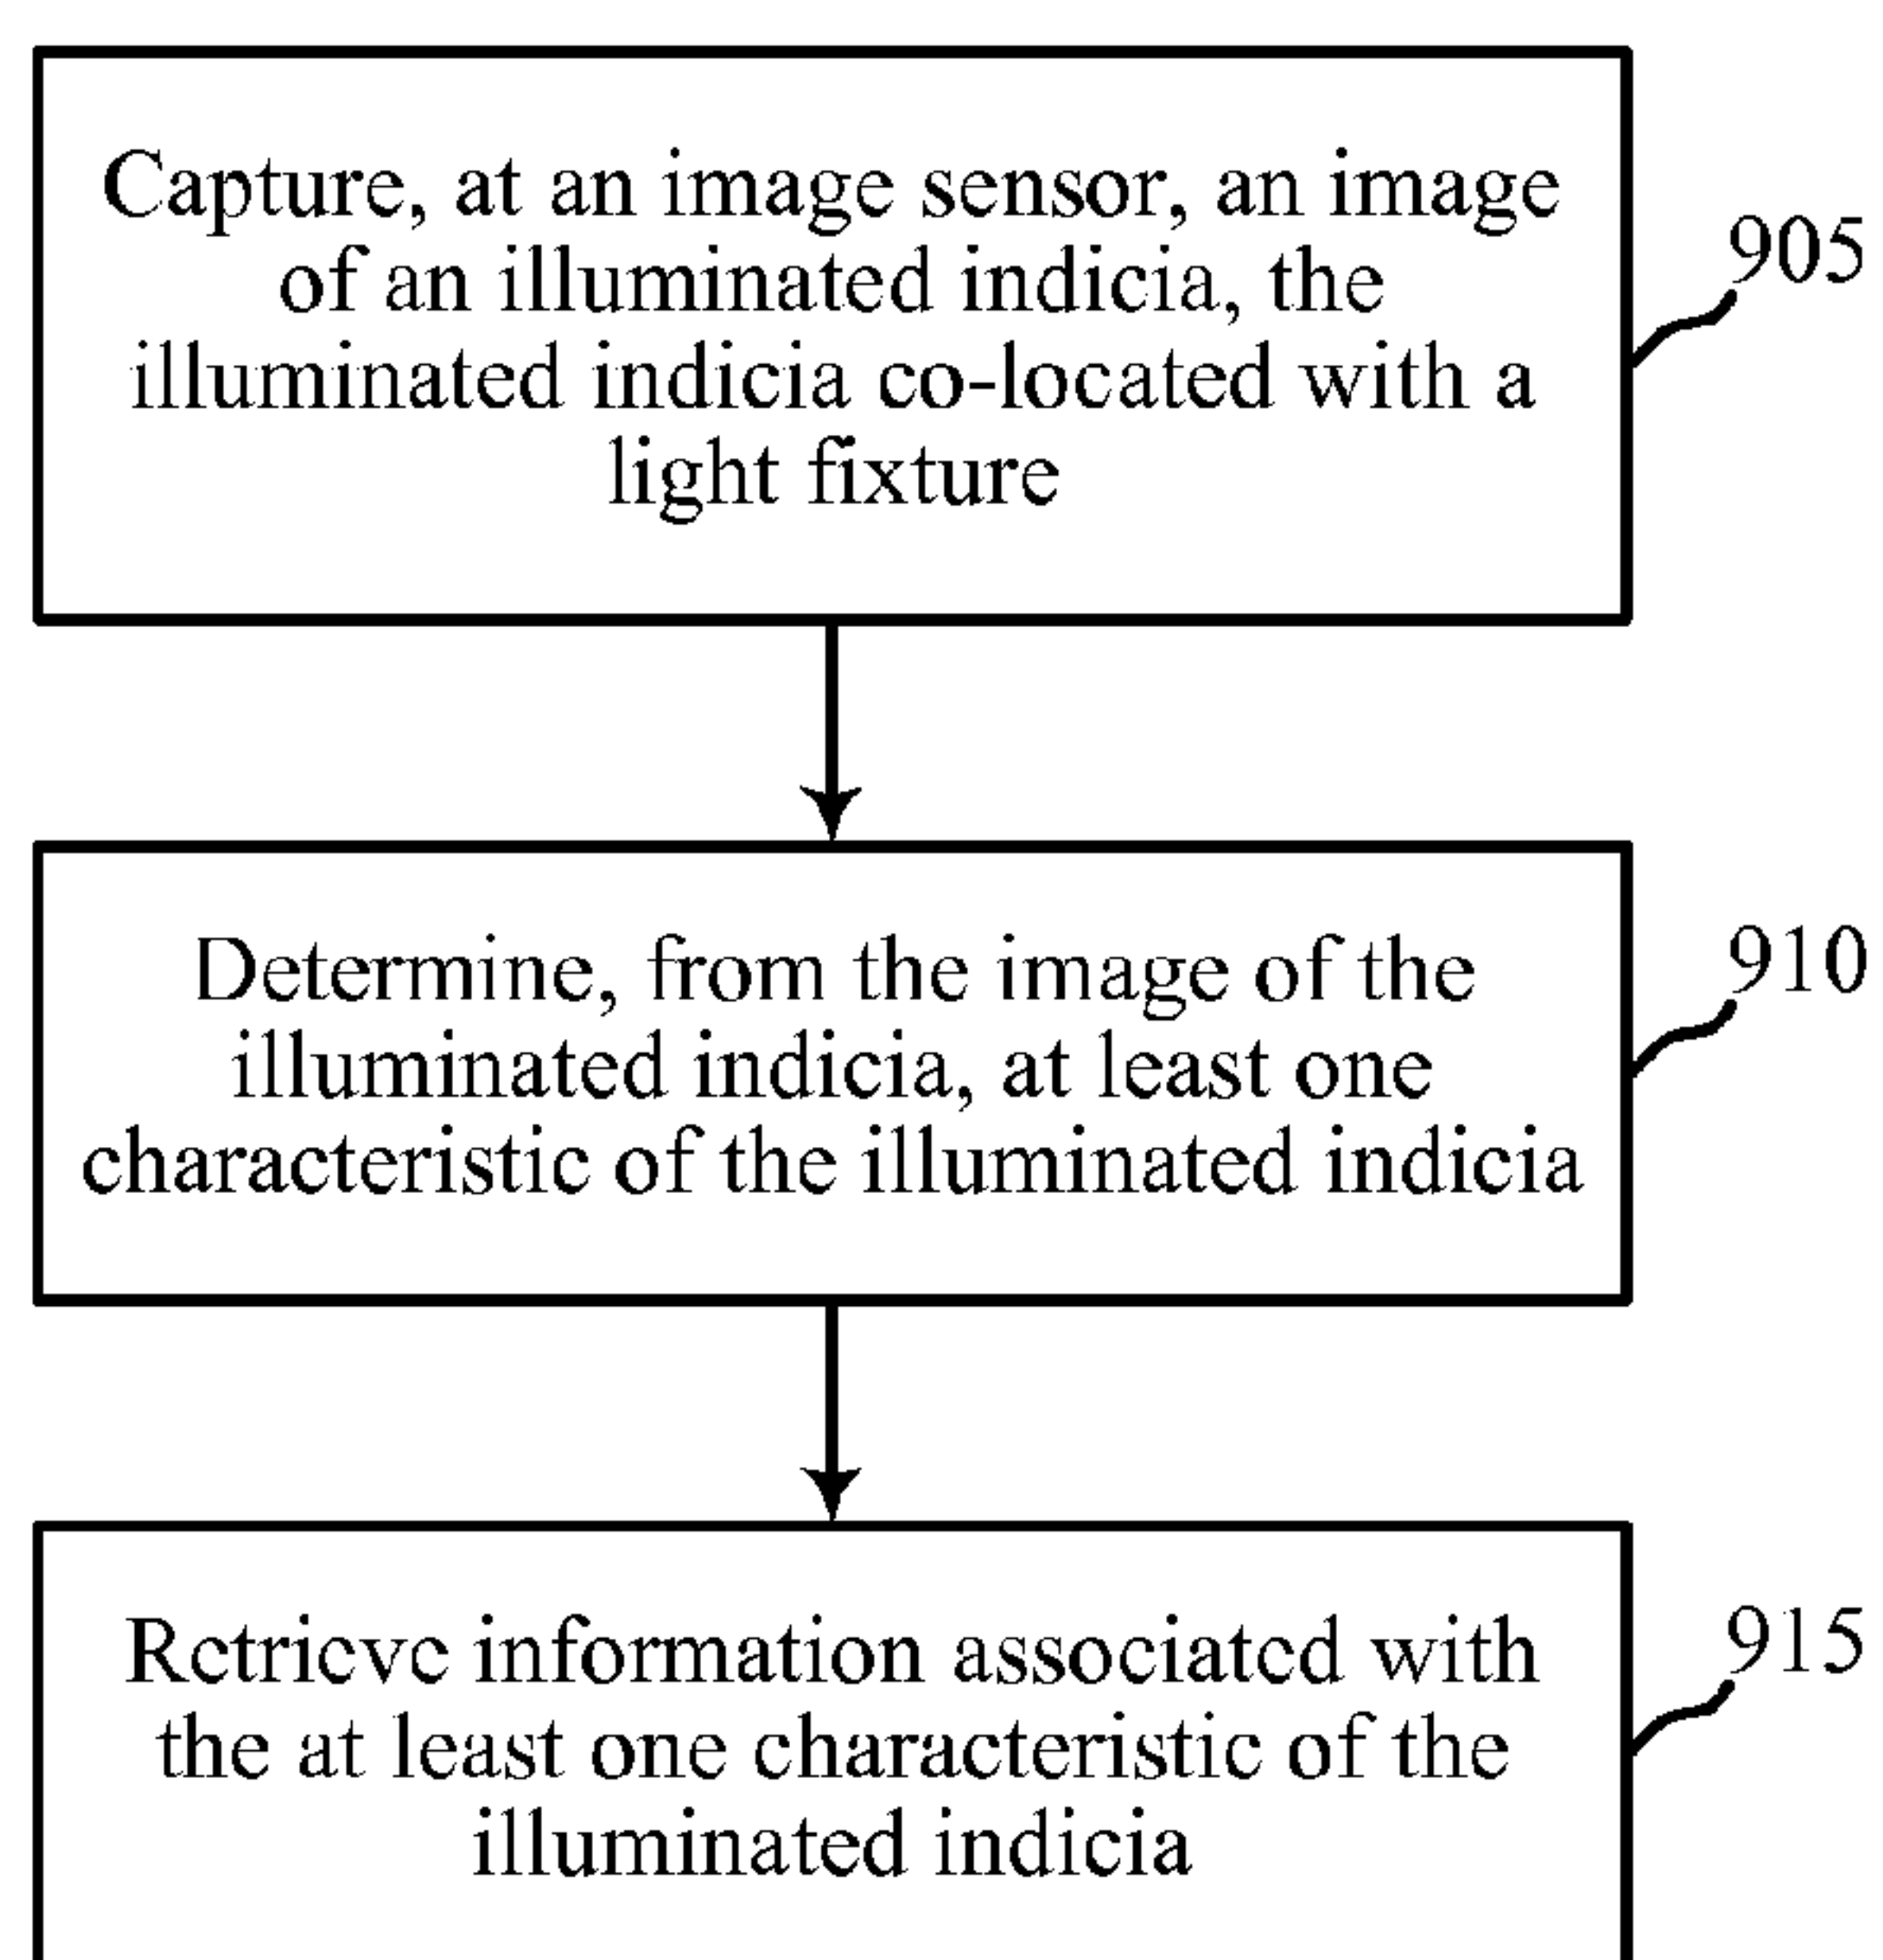 Capture, at an image sensor, an image
of an illuminated indicia, the
illuminated indicia co-located with a
light fixture
905
Determine, from the image of the
illuminated indicia, at least one
characteristic of the illuminated indicia
910
Retrieve information associated with
the at least one characteristic of the
illuminated indicia
915